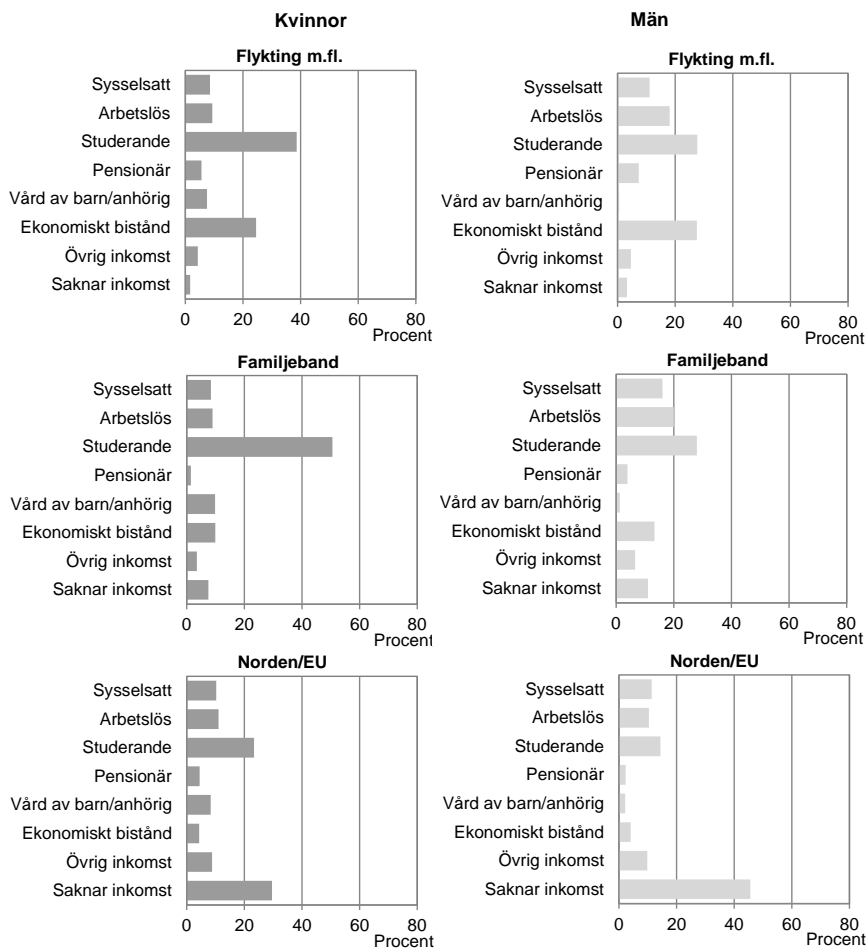 Kvinnor
Flykting m.fl.
Sysselsatt
Arbetslös
Studerande
Pensionär
Vård av barn/anhörig
Ekonomiskt bistånd
Övrig inkomst
Saknar inkomst
0 20 40 60 80
Procent
Familjeband
Sysselsatt
Arbetslös
Studerande
Pensionär
Vård av barn/anhörig
Ekonomiskt bistånd
Övrig inkomst
Saknar inkomst
0 20 40 60 80
Procent
Norden/EU
Sysselsatt
Arbetslös
Studerande
Pensionär
Vård av barn/anhörig
Ekonomiskt bistånd
Övrig inkomst
Saknar inkomst
0 20 40 60 80
Procent
Män
Flykting m.fl.
Sysselsatt
Arbetslös
Studerande
Pensionär
Vård av barn/anhörig
Ekonomiskt bistånd
Övrig inkomst
Saknar inkomst
0 20 40 60 80
Procent
Familjeband
Sysselsatt
Arbetslös
Studerande
Pensionär
Vård av barn/anhörig
Ekonomiskt bistånd
Övrig inkomst
Saknar inkomst
0 20 40 60 80
Procent
Norden/EU
Sysselsatt
Arbetslös
Studerande
Pensionär
Vård av barn/anhörig
Ekonomiskt bistånd
Övrig inkomst
Saknar inkomst
0 20 40 60 80
Procent